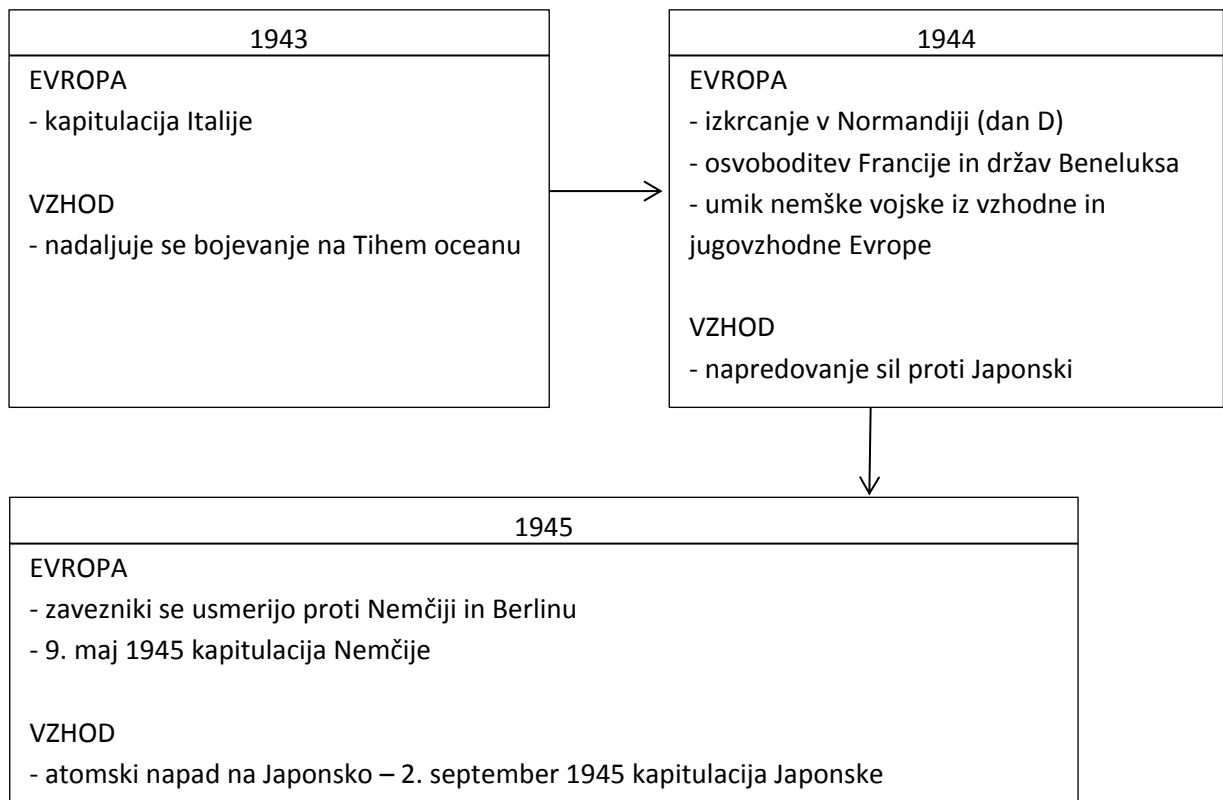 1943
EVROPA
- kapitulacija Italije
VZHOD
- nadaljuje se bojevanje na Tihem oceanu
1944
EVROPA
- izkrcanje v Normandiji (dan D)
- osvoboditev Francije in držav Beneluksa
- umik nemške vojske iz vzhodne in
jugovzhodne Evrope
VZHOD
- napredovanje sil proti Japonski
1945
EVROPA
- zavezniki se usmerijo proti Nemčiji in Berlinu
- 9. maj 1945 kapitulacija Nemčije
VZHOD
- atomski napad na Japonsko – 2. september 1945 kapitulacija Japonske